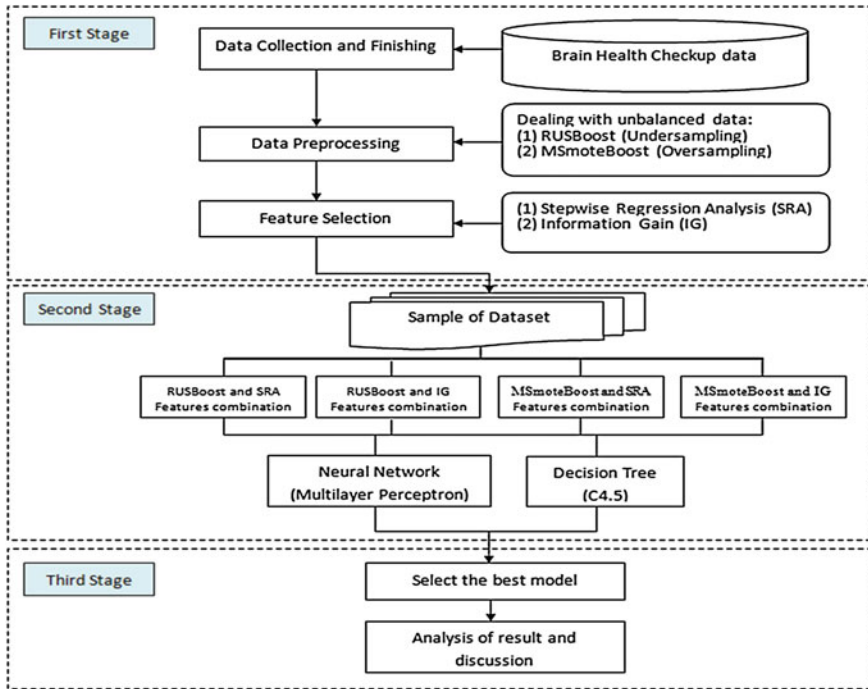 First Stage
Data Collection and Finishing
Brain Health Checkup data
Data Preprocessing
Dealing with unbalanced data:
(1) RUSBoost (Undersampling)
(2) MSmoteBoost (Oversampling)
Feature Selection
(1) Stepwise Regression Analysis (SRA)
(2) Information Gain (IG)
Second Stage
Sample of Dataset
RUSBoost and SRA
Features combination
RUSBoost and IG
Features combination
MSmoteBoost and SRA
Features combination
MSmoteBoost and IG
Features combination
Neural Network
(Multilayer Perceptron)
Decision Tree
(C4.5)
Third Stage
Select the best model
Analysis of result and
discussion